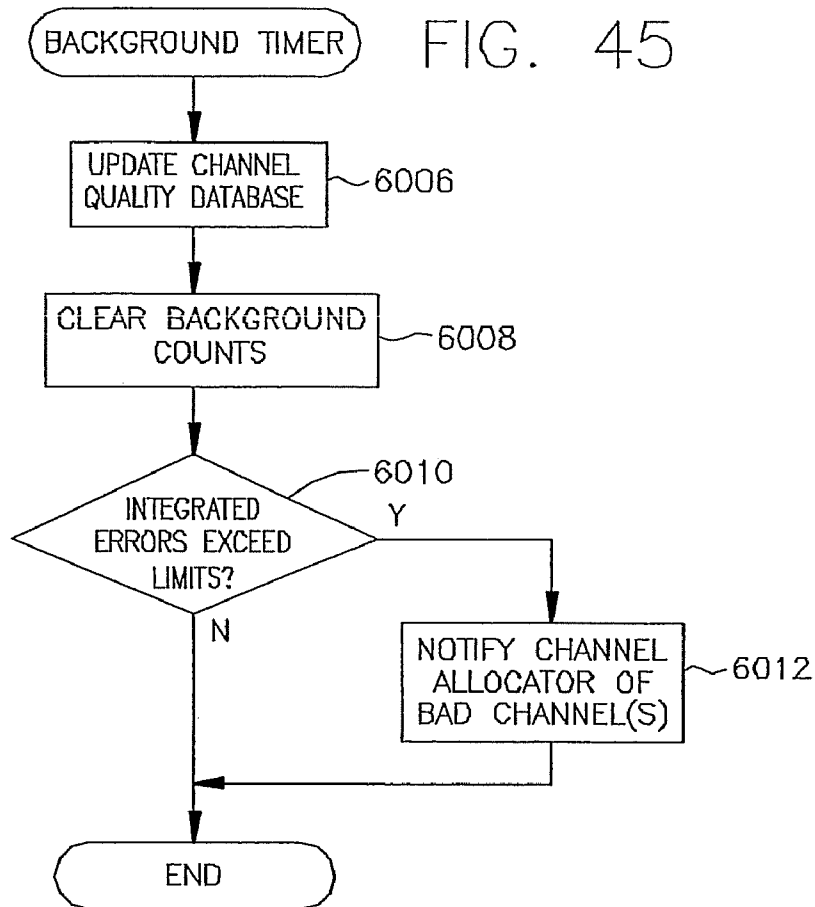 BACKGROUND TIMER
FIG. 45
UPDATE CHANNEL
QUALITY DATABASE
6006
CLEAR BACKGROUND
COUNTS
6008
6010
INTEGRATED
ERRORS EXCEED
LIMITS?
Y
N
NOTIFY CHANNEL
ALLOCATOR OF
BAD CHANNEL(S)
6012
END